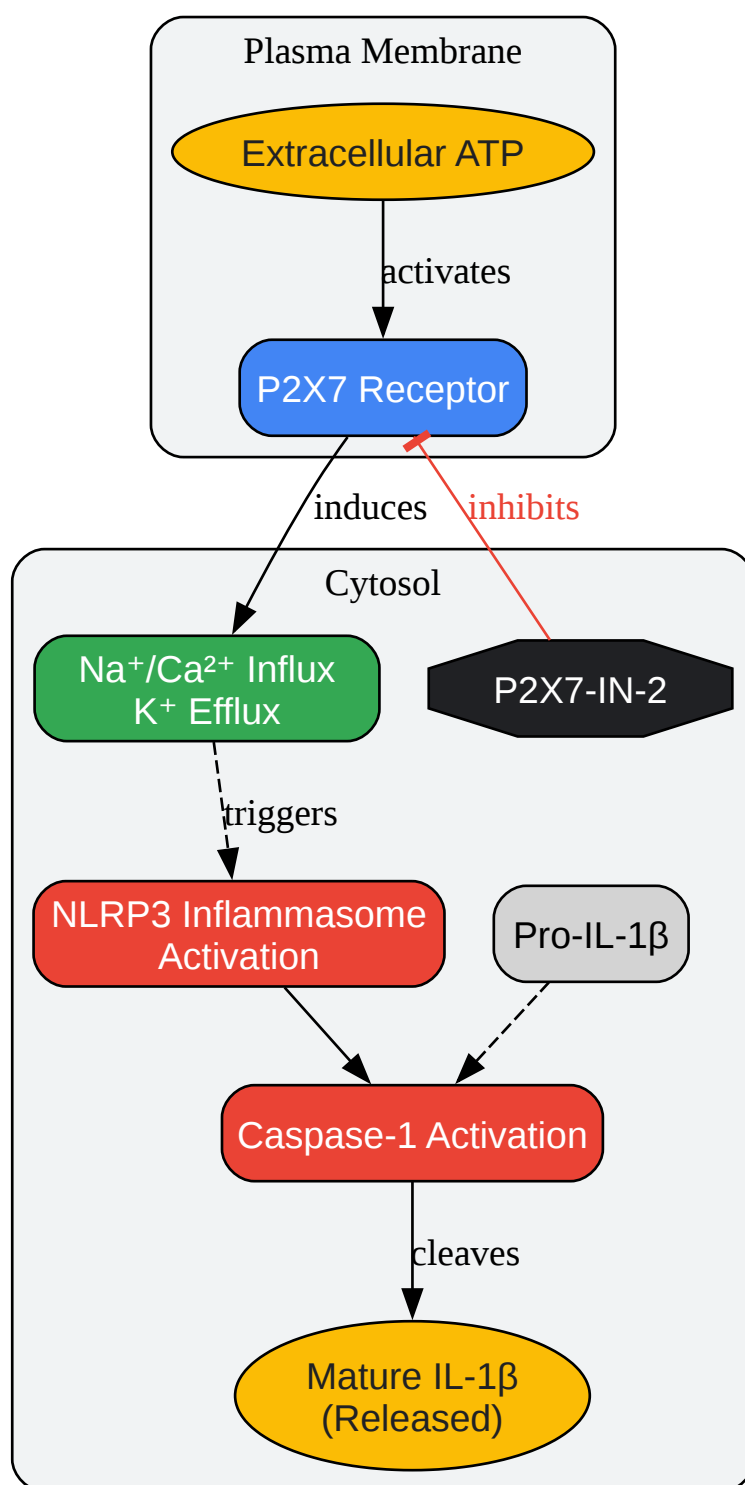 Plasma Membrane
Extracellular ATP
activates
P2X7 Receptor
induces
inhibits
Cytosol
Na⁺/Ca²⁺ Influx
K⁺ Efflux
P2X7-IN-2
triggers
NLRP3 Inflammasome
Activation
Pro-IL-1β
Caspase-1 Activation
cleaves
Mature IL-1β
(Released)